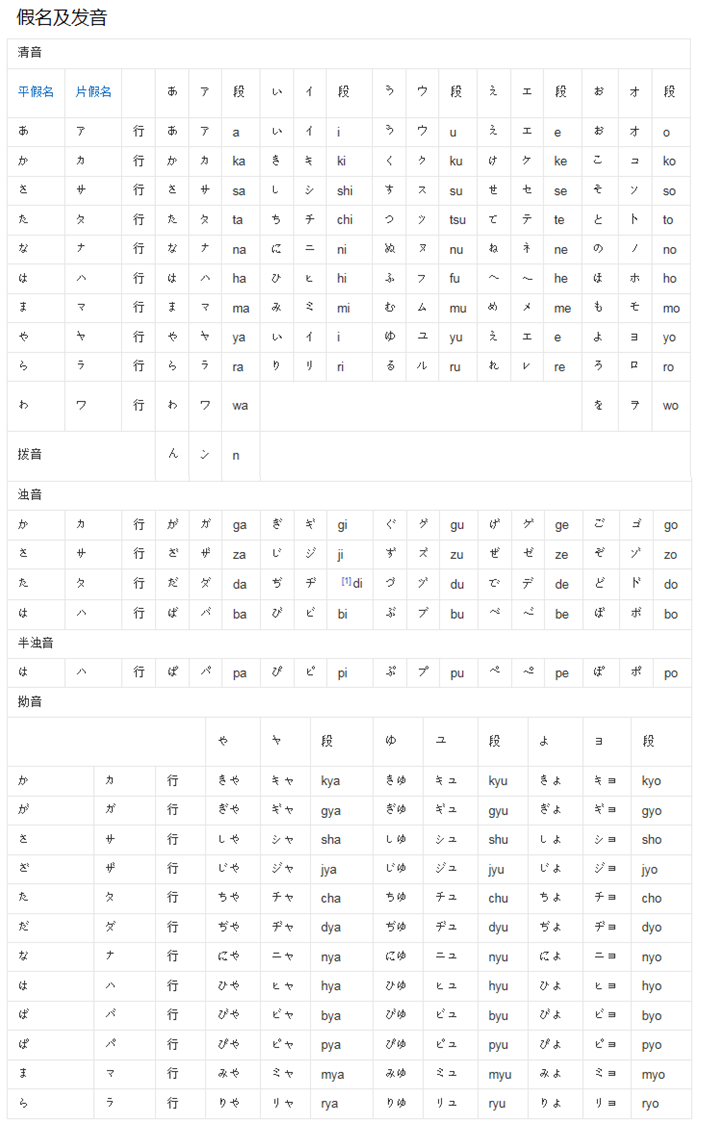 假名及发音
清音
平假名 片假名 あ ア 段 い イ 段 う ウ 段 え エ 段 お オ 段
あ ア 行 あ ア a い イ i う ウ u え エ e お オ o
か カ 行 か カ ka き キ ki く ク ku け ケ ke こ コ ko
さ サ 行 さ サ sa し シ shi す ス su せ セ se そ ソ so
た タ 行 た タ ta ち チ chi つ ッ tsu て テ te と ト to
な ナ 行 な ナ na に ニ ni ぬ ヌ nu ね ネ ne の ノ no
は ハ 行 は ハ ha ひ ヒ hi ふ フ fu へ ヘ he ほ ホ ho
ま マ 行 ま マ ma み ミ mi む ム mu め メ me も モ mo
や ヤ 行 や ヤ ya い イ i ゆ ユ yu え エ e よ ヨ yo
ら ラ 行 ら ラ ra り リ ri る ル ru れ レ re ろ ロ ro
わ ワ 行 わ ワ wa を ヲ wo
拨音 ん ン n
浊音
か カ 行 が ガ ga ぎ ギ gi ぐ グ gu げ ゲ ge ご ゴ go
さ サ 行 ざ ザ za じ ジ ji ず ズ zu ぜ ゼ ze ぞ ゾ zo
た タ 行 だ ダ da ぢ ヂ [1]di づ ヅ du で デ de ど ド do
は ハ 行 ば バ ba び ビ bi ぶ ブ bu べ ベ be ぼ ボ bo
半浊音
は ハ 行 ぱ パ pa ぴ ピ pi ぷ プ pu ぺ ペ pe ぽ ポ po
拗音
や ヤ 段 ゆ ユ 段 よ ヨ 段
か カ 行 きゃ キャ kya きゅ キュ kyu きょ キョ kyo
が ガ 行 ぎゃ ギャ gya ぎゅ ギュ gyu ぎょ ギョ gyo
さ サ 行 しゃ シャ sha しゅ シュ shu しょ ショ sho
ざ ザ 行 じゃ ジャ jya じゅ ジュ jyu じょ ジョ jyo
た タ 行 ちゃ チャ cha ちゅ チュ chu ちょ チョ cho
だ ダ 行 ぢゃ ヂャ dya ぢゅ ヂュ dyu ぢょ ヂョ dyo
な ナ 行 にゃ ニャ nya にゅ ニュ nyu にょ ニョ nyo
は ハ 行 ひゃ ヒャ hya ひゅ ヒュ hyu ひょ ヒョ hyo
ば バ 行 びゃ ビャ bya びゅ ビュ byu びょ ビョ byo
ぱ パ 行 ぴゃ ピャ pya ぴゅ ピュ pyu ぴょ ピョ pyo
ま マ 行 みゃ ミャ mya みゅ ミュ myu みょ ミョ myo
ら ラ 行 りゃ リャ rya りゅ リュ ryu りょ リョ ryo